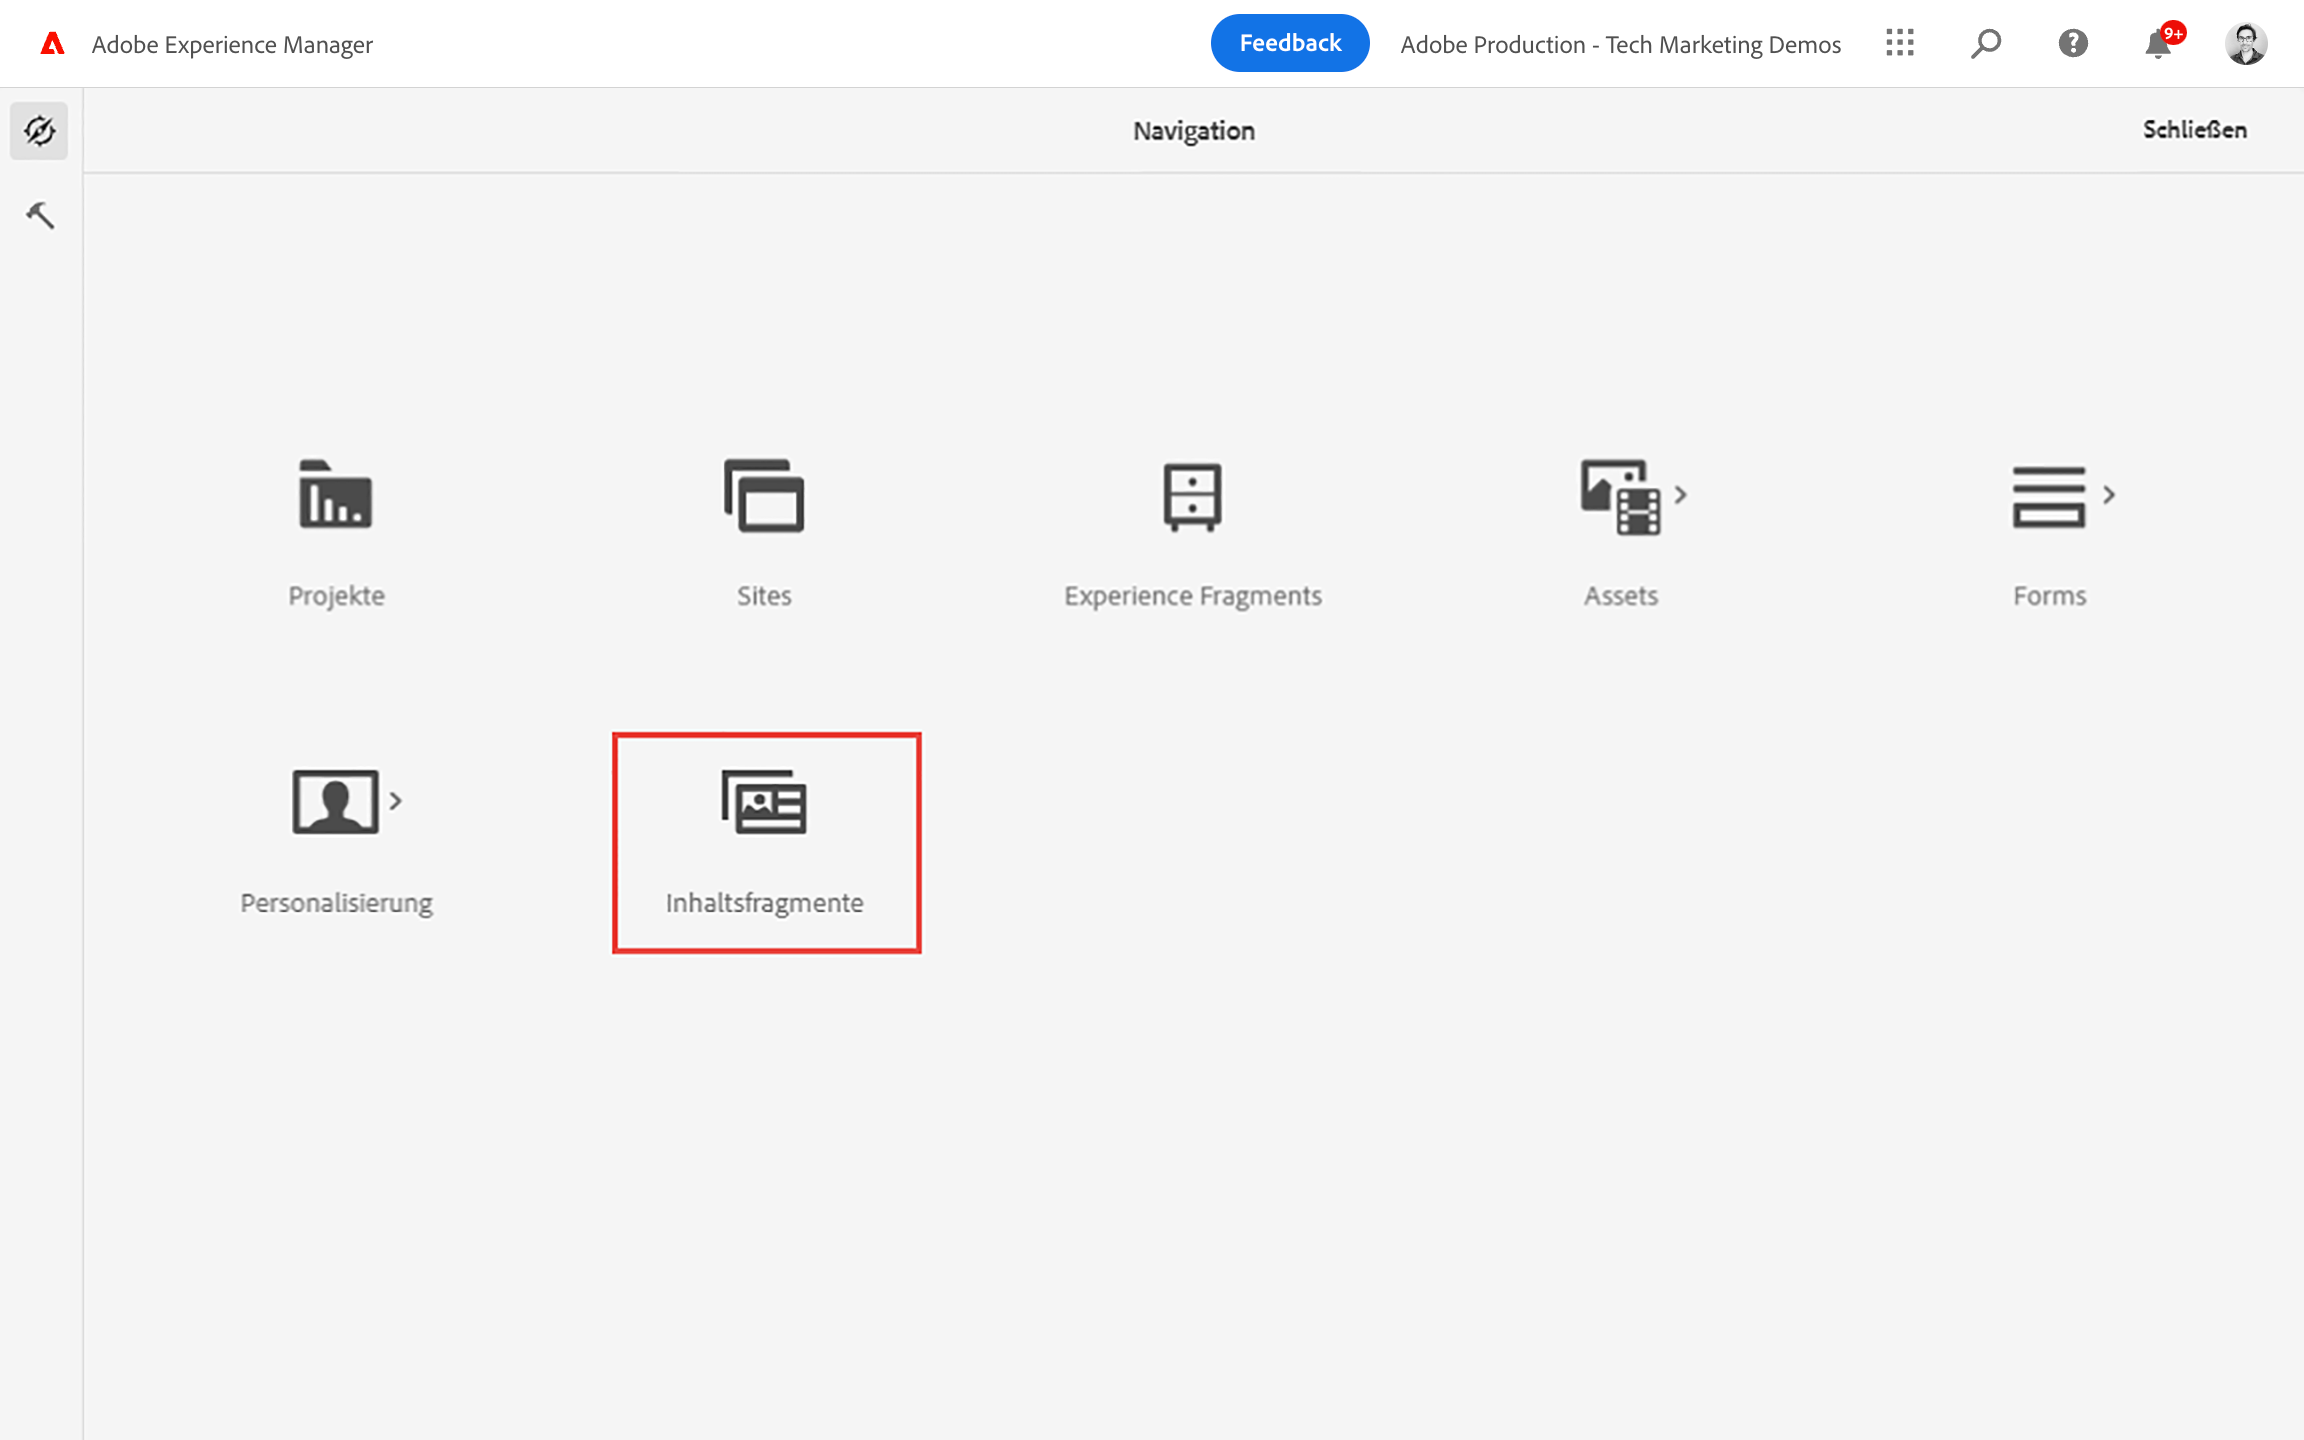 Adobe Experience Manager
Feedback
Adobe Production - Tech Marketing Demos
9+
Navigation
Schließen
Projekte
Sites
Experience Fragments
Assets
Forms
Personalisierung
Inhaltsfragmente